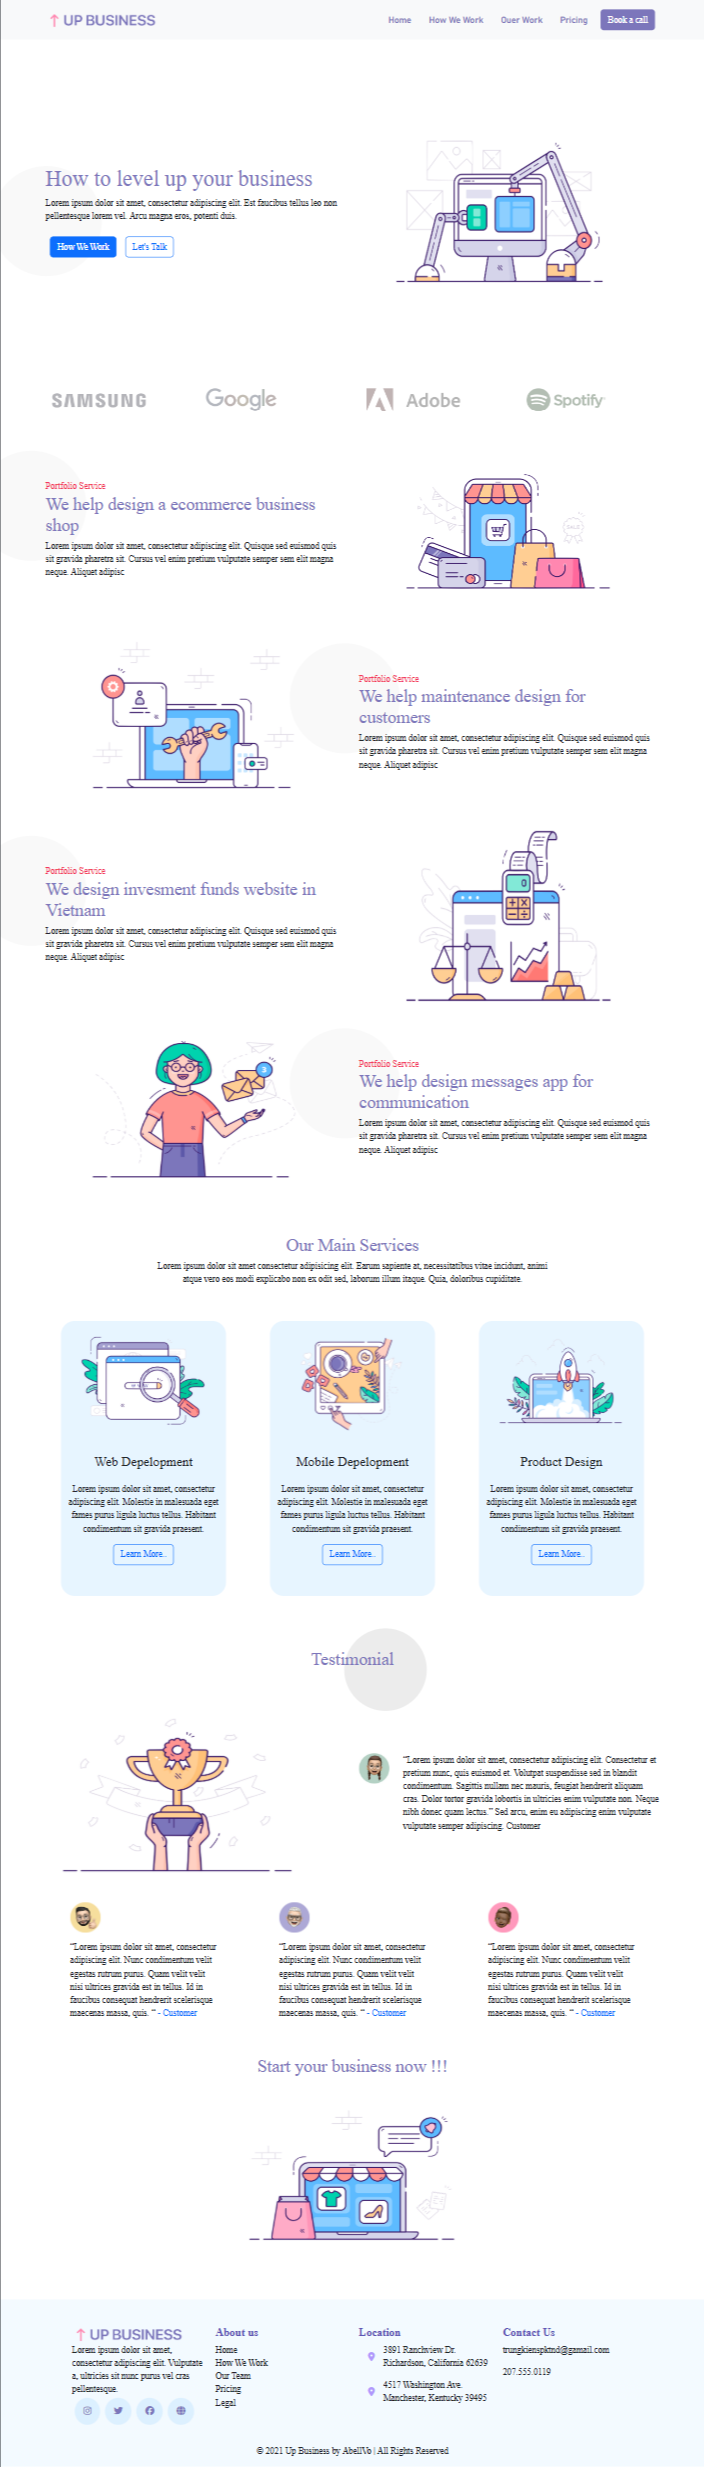 UP BUSINESS
Home How We Work Ouer Work Pricing Book a call
How to level up your business
Lorem ipsum dolor sit amet, consectetur adipiscing elit. Est faucibus tellus leo non
pellentesque lorem vel. Arcu magna eros, potenti duis.
How We Work Let's Talk
SAMSUNG Google Adobe Spotify
Portfolio Service
We help design a ecommerce business
shop
Lorem ipsum dolor sit amet, consectetur adipiscing elit. Quisque sed euismod quis
sit gravida pharetra sit. Cursus vel enim pretium vulputate semper sem elit magna
neque. Aliquet adipisc
SALE
Portfolio Service
We help maintenance design for
customers
Lorem ipsum dolor sit amet, consectetur adipiscing elit. Quisque sed euismod quis
sit gravida pharetra sit. Cursus vel enim pretium vulputate semper sem elit magna
neque. Aliquet adipisc
Portfolio Service
We design invesment funds website in
Vietnam
Lorem ipsum dolor sit amet, consectetur adipiscing elit. Quisque sed euismod quis
sit gravida pharetra sit. Cursus vel enim pretium vulputate semper sem elit magna
neque. Aliquet adipisc
0
3
Portfolio Service
We help design messages app for
communication
Lorem ipsum dolor sit amet, consectetur adipiscing elit. Quisque sed euismod quis
sit gravida pharetra sit. Cursus vel enim pretium vulputate semper sem elit magna
neque. Aliquet adipisc
Our Main Services
Lorem ipsum dolor sit amet consectetur adipisicing elit. Earum sapiente at, necessitatibus vitae incidunt, animi
atque vero eos modi explicabo non ex odit sed, laborum illum itaque. Quia, doloribus cupiditate.
Web Depelopment
Lorem ipsum dolor sit amet, consectetur
adipiscing elit. Molestie in malesuada eget
fames purus ligula luctus tellus. Habitant
condimentum sit gravida praesent.
Learn More..
Mobile Depelopment
Lorem ipsum dolor sit amet, consectetur
adipiscing elit. Molestie in malesuada eget
fames purus ligula luctus tellus. Habitant
condimentum sit gravida praesent.
Learn More..
Product Design
Lorem ipsum dolor sit amet, consectetur
adipiscing elit. Molestie in malesuada eget
fames purus ligula luctus tellus. Habitant
condimentum sit gravida praesent.
Learn More..
Testimonial
"Lorem ipsum dolor sit amet, consectetur adipiscing elit. Consectetur et
pretium nunc, quis euismod et. Volutpat suspendisse sed in blandit
condimentum. Sagittis nullam nec mauris, feugiat hendrerit aliquam
cras. Dolor tortor gravida lobortis in ultricies enim vulputate non. Neque
nibh donec quam lectus." Sed arcu, enim eu adipiscing enim vulputate
vulputate semper adipiscing. Customer
"Lorem ipsum dolor sit amet, consectetur
adipiscing elit. Nunc condimentum velit
egestas rutrum purus. Quam velit velit
nisi ultrices gravida est in tellus. Id in
faucibus consequat hendrerit scelerisque
maecenas massa, quis. " - Customer
"Lorem ipsum dolor sit amet, consectetur
adipiscing elit. Nunc condimentum velit
egestas rutrum purus. Quam velit velit
nisi ultrices gravida est in tellus. Id in
faucibus consequat hendrerit scelerisque
maecenas massa, quis. " - Customer
"Lorem ipsum dolor sit amet, consectetur
adipiscing elit. Nunc condimentum velit
egestas rutrum purus. Quam velit velit
nisi ultrices gravida est in tellus. Id in
faucibus consequat hendrerit scelerisque
maecenas massa, quis. " - Customer
Start your business now !!!
UP BUSINESS
Lorem ipsum dolor sit amet,
consectetur adipiscing elit. Vulputate
a, ultricies sit nunc purus vel cras
pellentesque.
About us
Home
How We Work
Our Team
Pricing
Legal
Location
3891 Ranchview Dr.
Richardson, California 62639
4517 Washington Ave.
Manchester, Kentucky 39495
Contact Us
trungkienspktnd@gamail.com
207.555.0119
© 2021 Up Business by AbellVo | All Rights Reserved